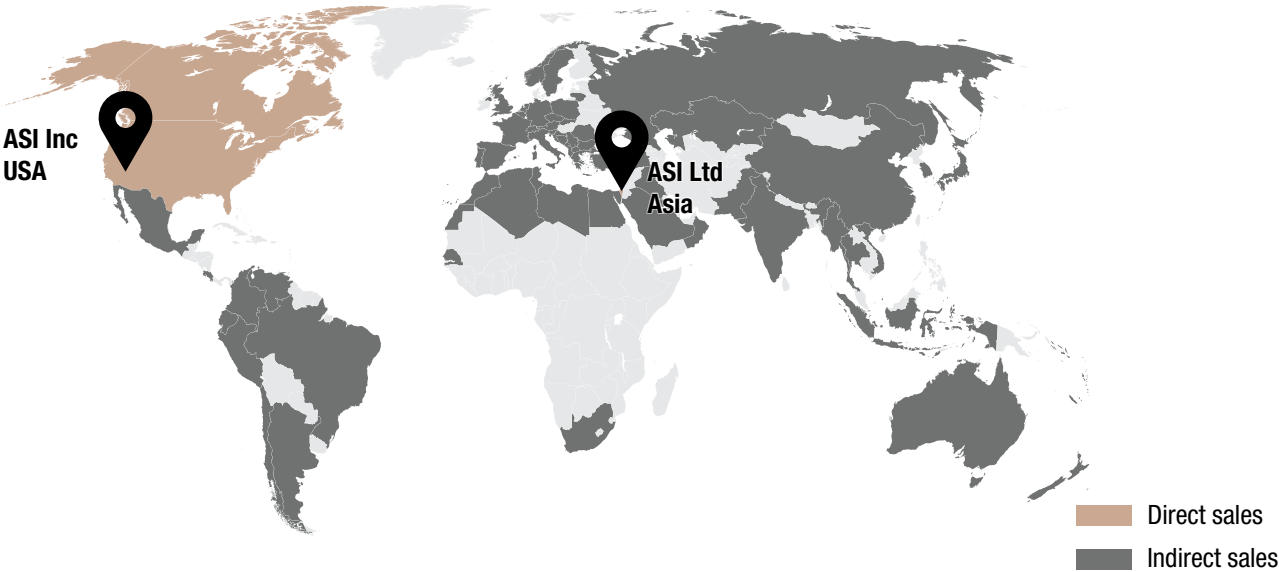 ASI Inc
USA
ASI Ltd
Asia
Direct sales
Indirect sales